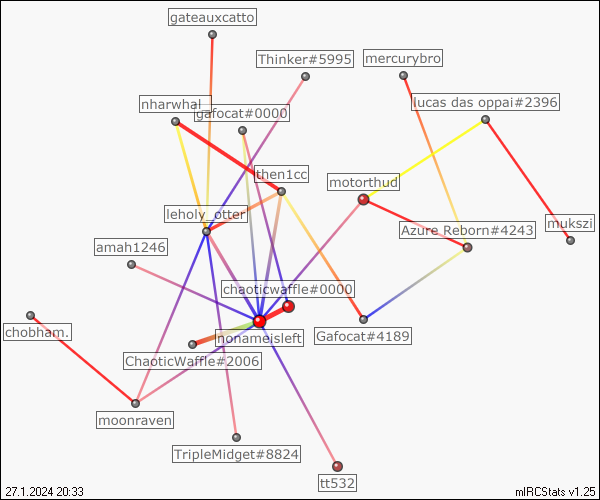 gateauxcatto
Thinker#5995
mercurybro
nharwhal_
gafocat#0000
lucas das oppai#2396
then1cc
motorthud
leholy_otter
mukszi
Azure Reborn#4243
amah1246
chaoticwaffle#0000
chobham.
nonameisleft
Gafocat#4189
ChaoticWaffle#2006
moonraven
TripleMidget#8824
tt532
27.1.2024 20:33
mIRCStats v1.25